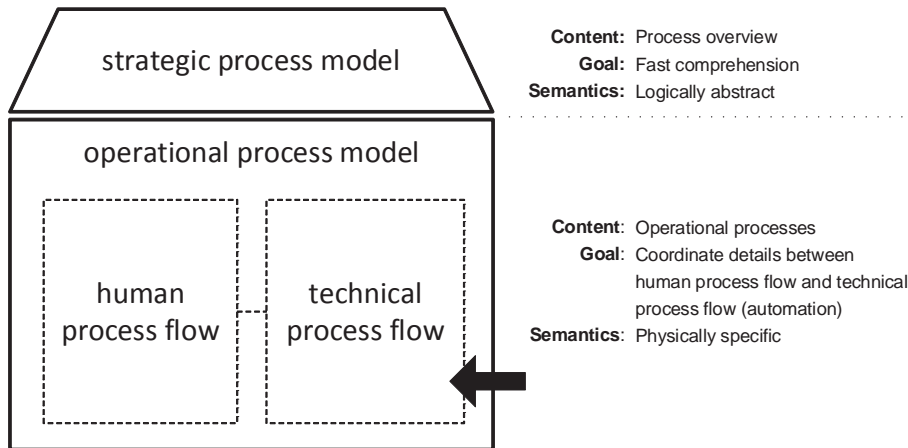 strategic process model
Content: Process overview
Goal: Fast comprehension
Semantics: Logically abstract
operational process model
human
process flow
technical
process flow
Content: Operational processes
Goal: Coordinate details between
human process flow and technical
process flow (automation)
Semantics: Physically specific